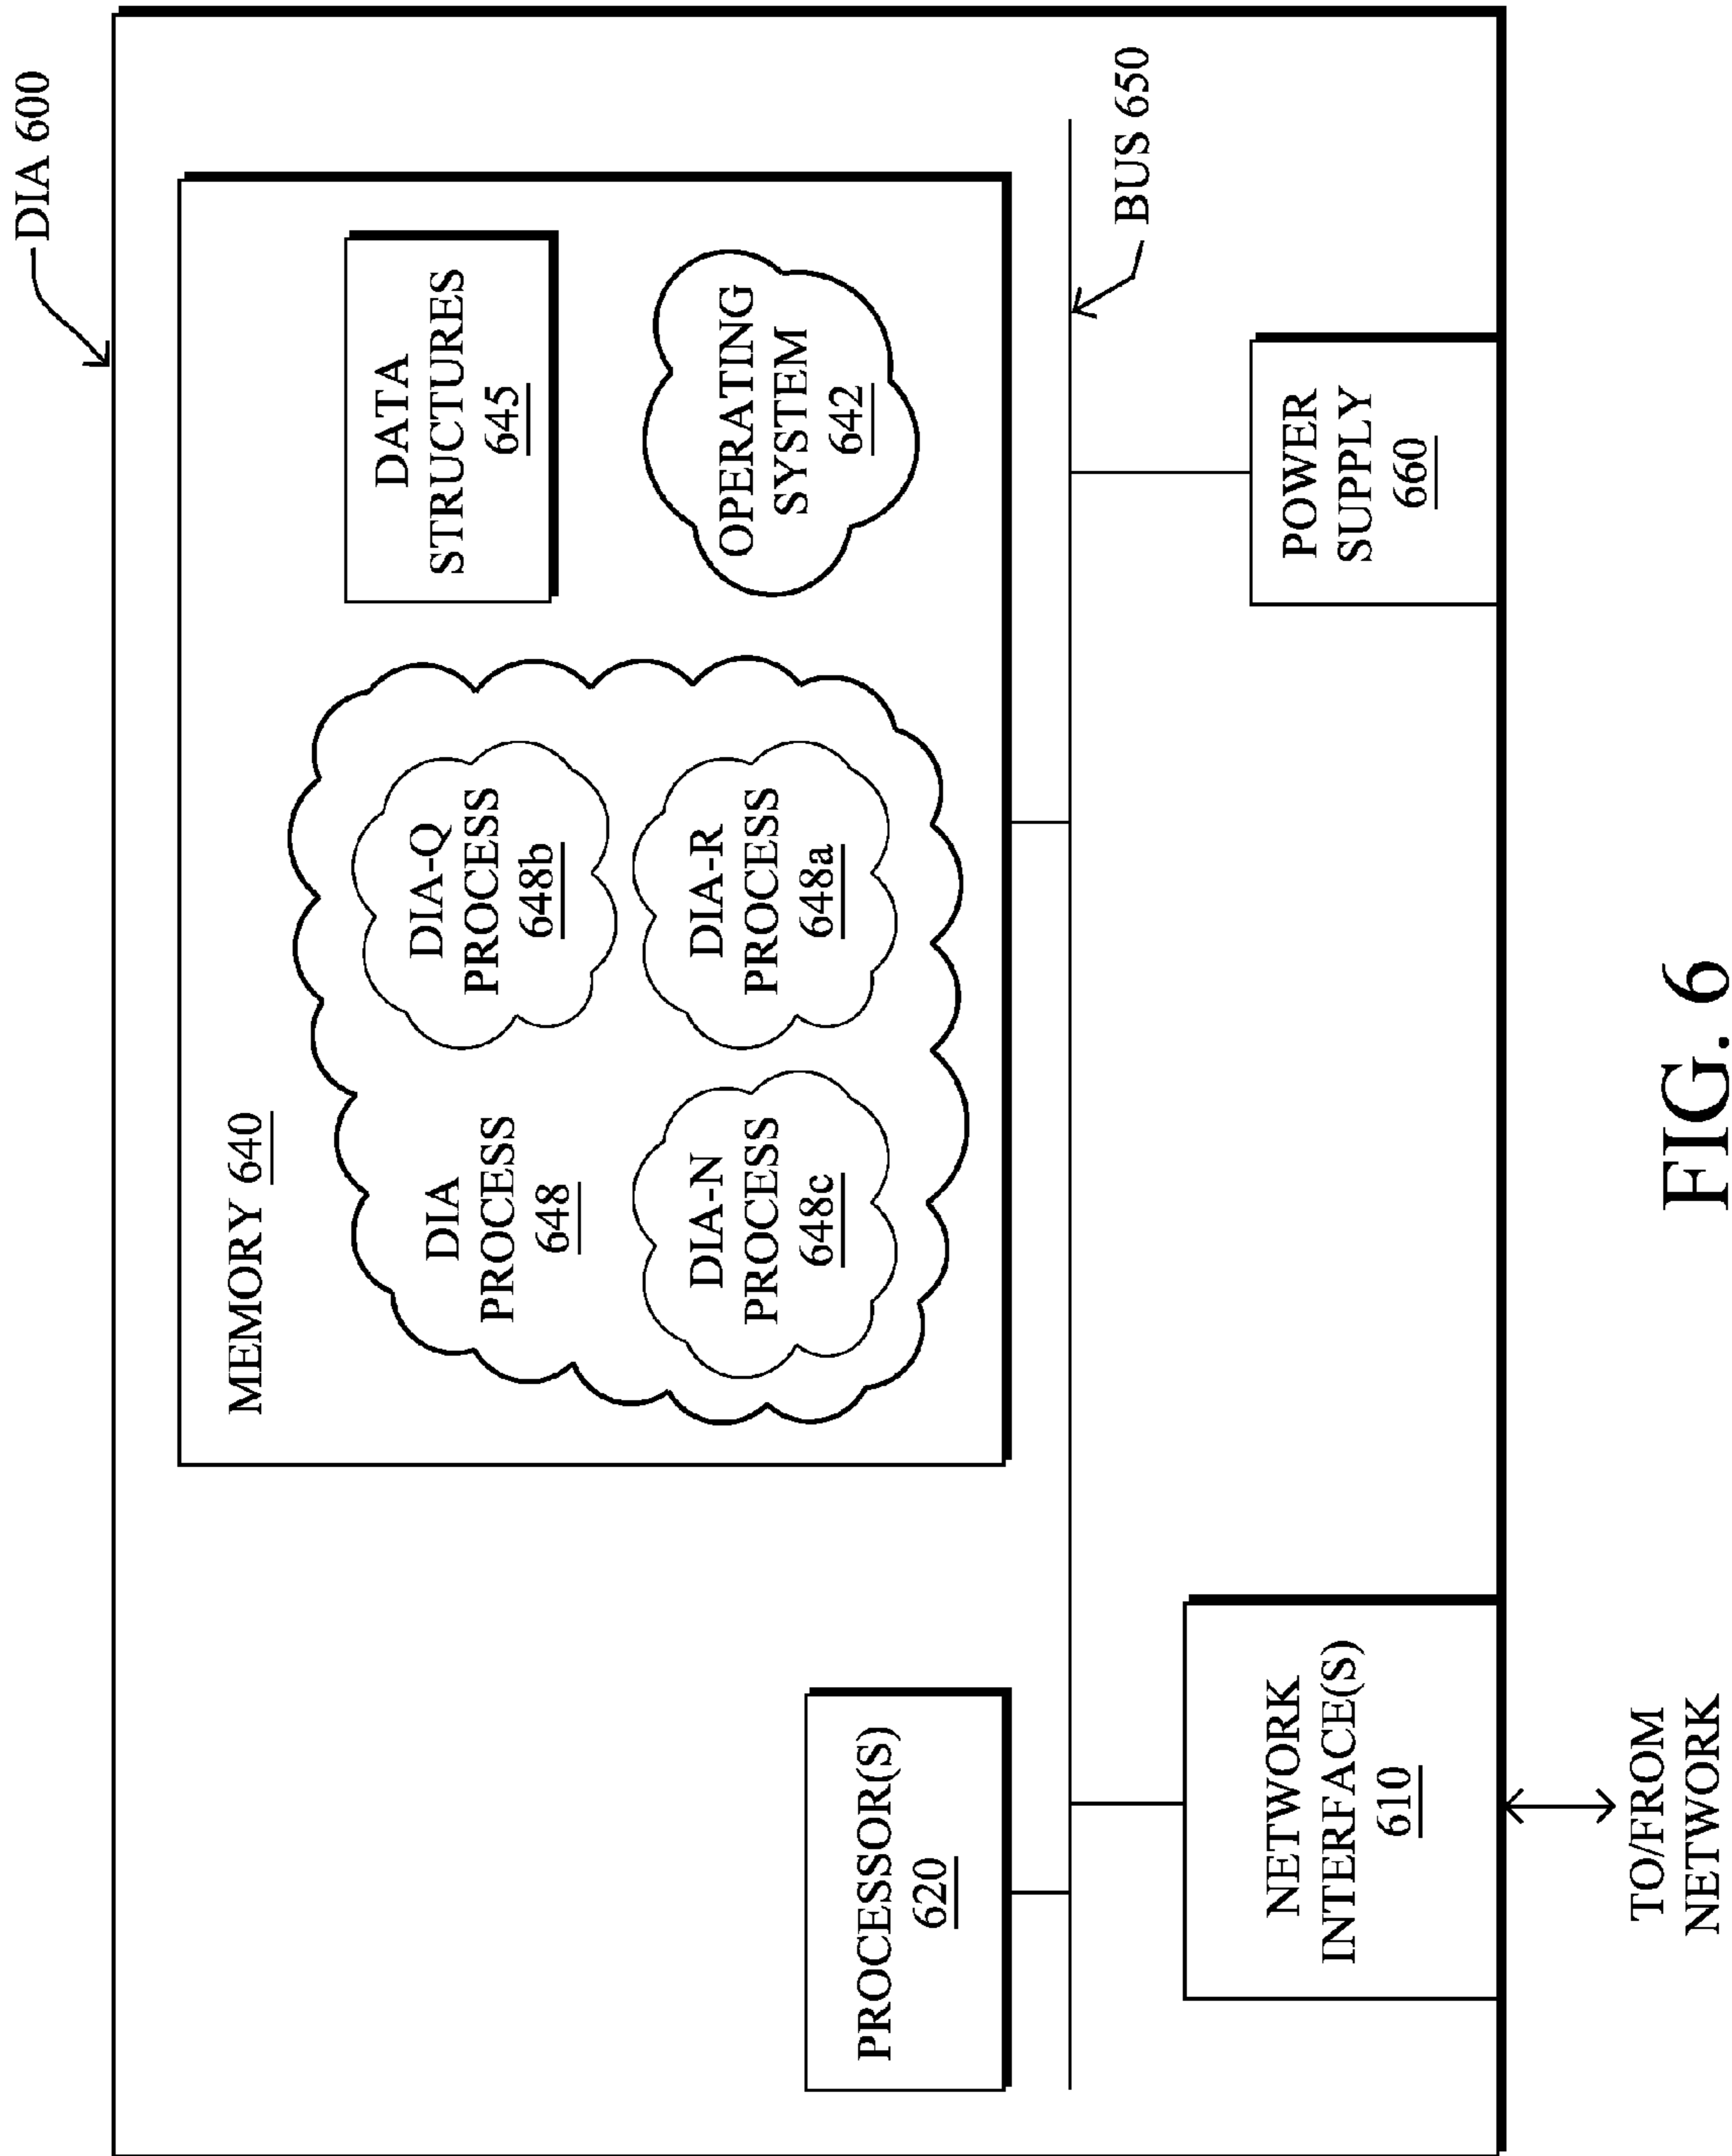 DIA 600
MEMORY 640
DIA
PROCESS
648
DIA-Q
PROCESS
648b
DATA
STRUCTURES
645
DIA-N
PROCESS
648c
DIA-R
PROCESS
648a
OPERATING
SYSTEM
642
PROCESSOR(S)
620
BUS 650
NETWORK
INTERFACE(S)
610
POWER
SUPPLY
660
TO/FROM
NETWORK
FIG. 6